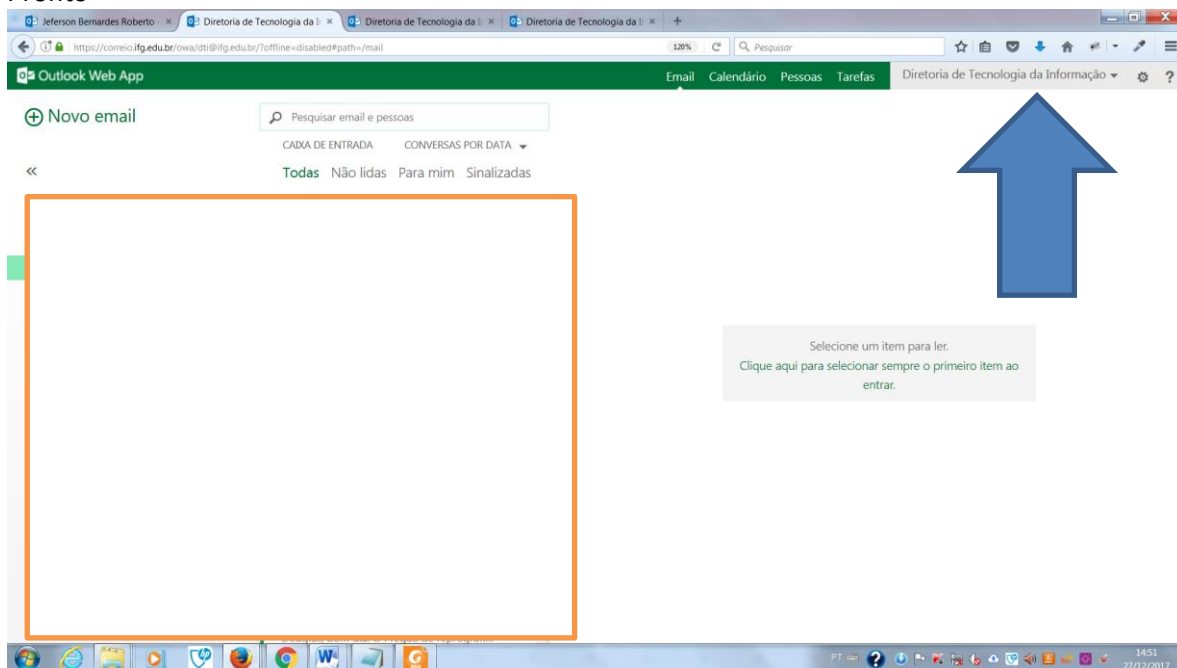 Pronto
Jeferson Bernardes Roberto × Diretoria de Tecnologia da I × Diretoria de Tecnologia da I × Diretoria de Tecnologia da I × +
https://correio.ifg.edu.br/owa/dti@ifg.edu.br/?offline=disabled#path=/mail 120% Pesquisar
Outlook Web App Email Calendário Pessoas Tarefas Diretoria de Tecnologia da Informação ?
Novo email Pesquisar email e pessoas
CAIXA DE ENTRADA CONVERSAS POR DATA
« Todas Não lidas Para mim Sinalizadas
Selecione um item para ler.
Clique aqui para selecionar sempre o primeiro item ao
entrar.
PT 14:51
27/12/2017